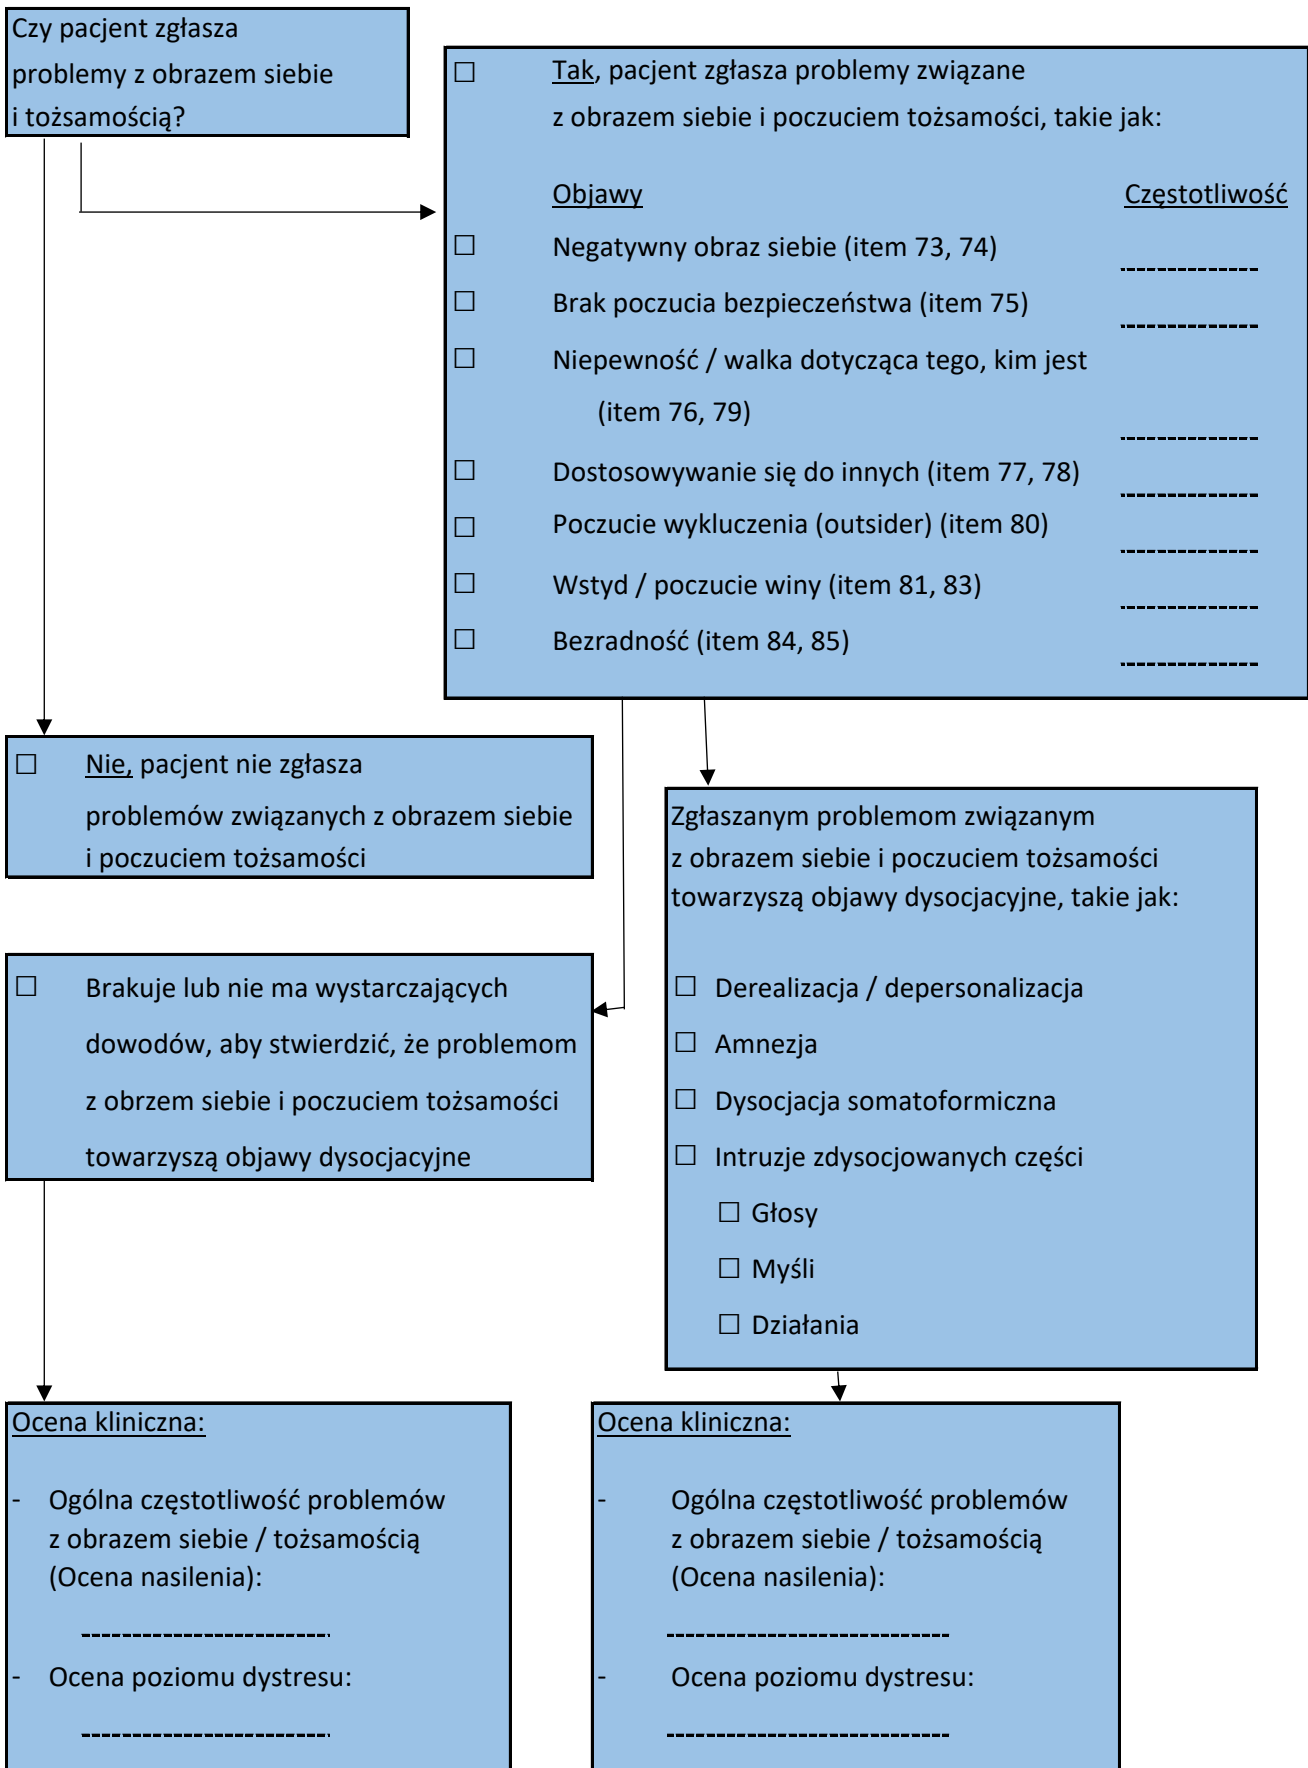 Czy pacjent zgłasza
problemy z obrazem siebie
i tożsamością?
☐ Tak, pacjent zgłasza problemy związane
z obrazem siebie i poczuciem tożsamości, takie jak:
Objawy Częstotliwość
☐ Negatywny obraz siebie (item 73, 74)
☐ Brak poczucia bezpieczeństwa (item 75)
☐ Niepewność / walka dotycząca tego, kim jest
(item 76, 79)
☐ Dostosowywanie się do innych (item 77, 78)
☐ Poczucie wykluczenia (outsider) (item 80)
☐ Wstyd / poczucie winy (item 81, 83)
☐ Bezradność (item 84, 85)
☐ Nie, pacjent nie zgłasza
problemów związanych z obrazem siebie
i poczuciem tożsamości
☐ Brakuje lub nie ma wystarczających
dowodów, aby stwierdzić, że problemom
z obrzem siebie i poczuciem tożsamości
towarzyszą objawy dysocjacyjne
Zgłaszanym problemom związanym
z obrazem siebie i poczuciem tożsamości
towarzyszą objawy dysocjacyjne, takie jak:
☐ Derealizacja / depersonalizacja
☐ Amnezja
☐ Dysocjacja somatoformiczna
☐ Intruzje zdysocjowanych części
☐ Głosy
☐ Myśli
☐ Działania
Ocena kliniczna:
- Ogólna częstotliwość problemów
z obrazem siebie / tożsamością
(Ocena nasilenia):
- Ocena poziomu dystresu:
Ocena kliniczna:
- Ogólna częstotliwość problemów
z obrazem siebie / tożsamością
(Ocena nasilenia):
- Ocena poziomu dystresu: